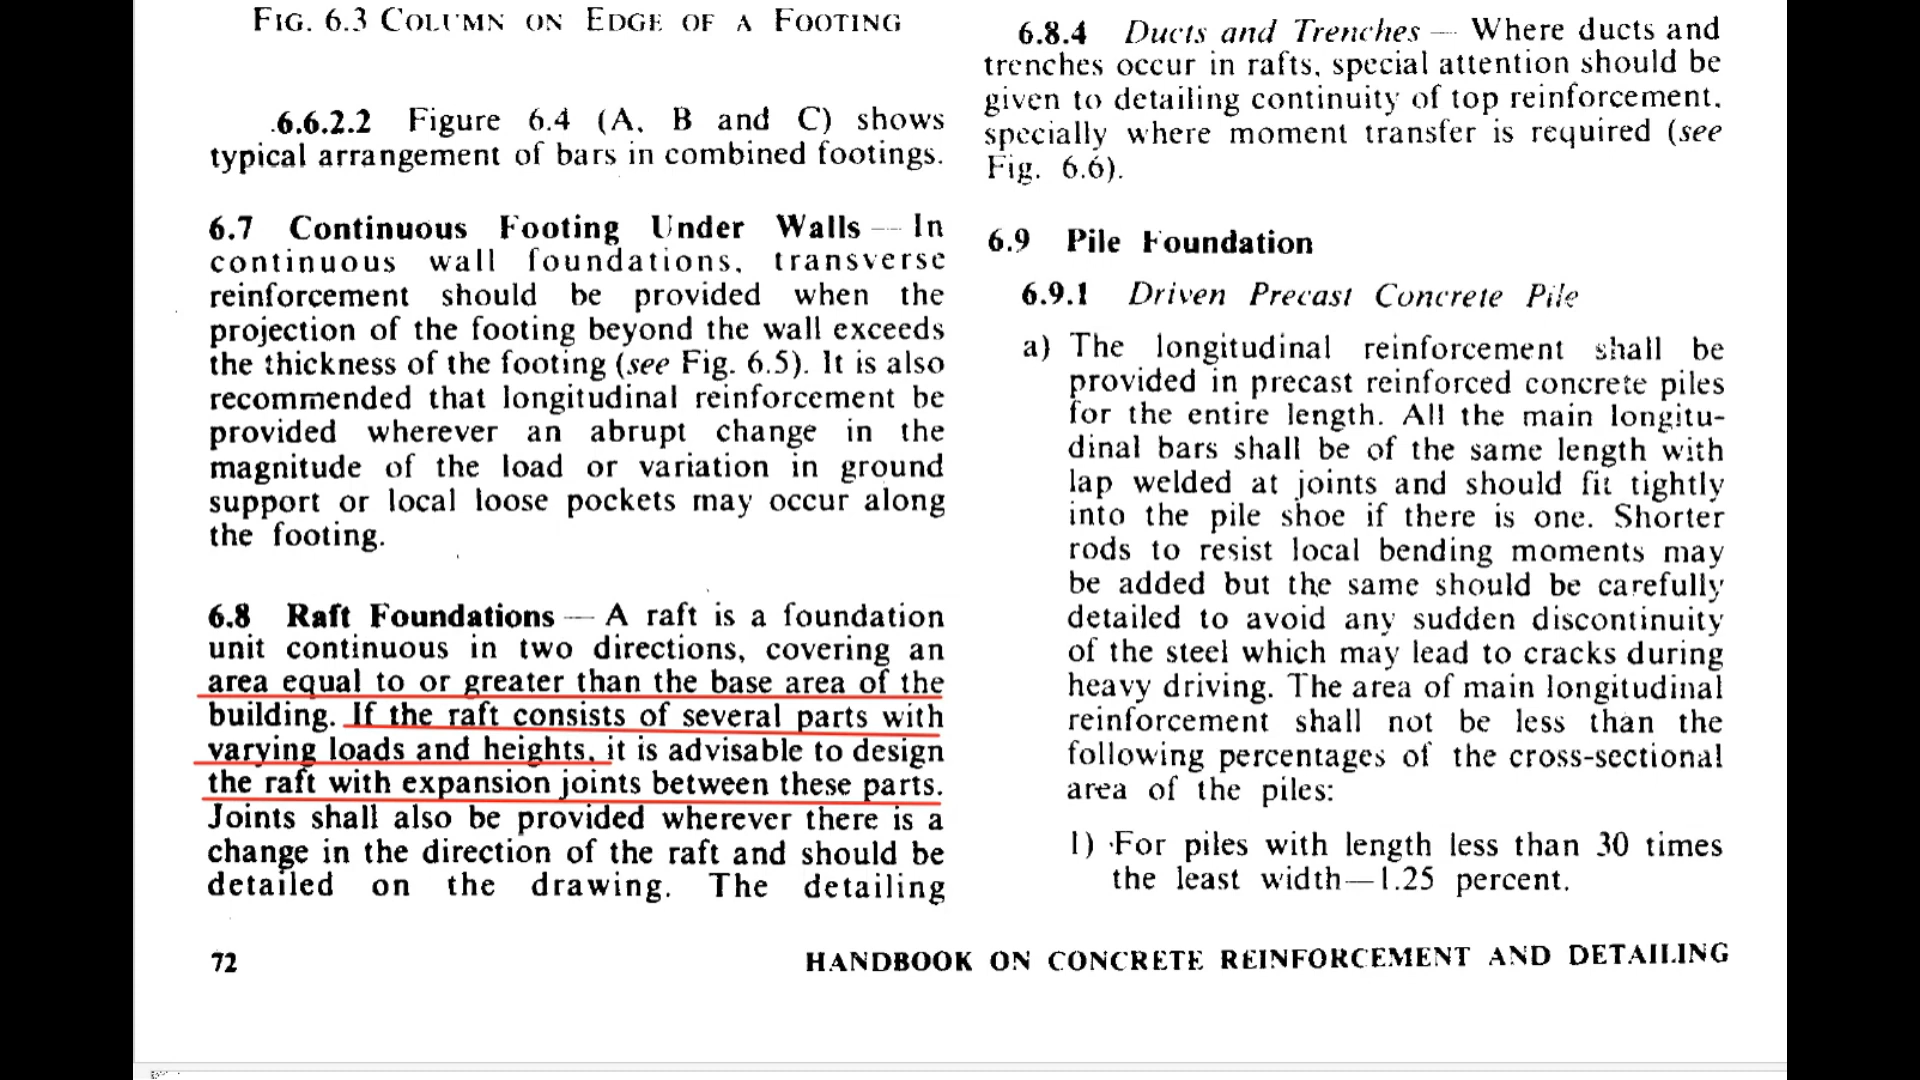 FIG. 6.3 COLUMN ON EDGE OF A FOOTING
6.6.2.2 Figure 6.4 (A, B and C) shows
typical arrangement of bars in combined footings.
6.7 Continuous Footing Under Walls — In
continuous wall foundations, transverse
reinforcement should be provided when the
projection of the footing beyond the wall exceeds
the thickness of the footing (see Fig. 6.5). It is also
recommended that longitudinal reinforcement be
provided wherever an abrupt change in the
magnitude of the load or variation in ground
support or local loose pockets may occur along
the footing.
6.8 Raft Foundations — A raft is a foundation
unit continuous in two directions, covering an
area equal to or greater than the base area of the
building. If the raft consists of several parts with
varying loads and heights, it is advisable to design
the raft with expansion joints between these parts.
Joints shall also be provided wherever there is a
change in the direction of the raft and should be
detailed on the drawing. The detailing
6.8.4 Ducts and Trenches — Where ducts and
trenches occur in rafts, special attention should be
given to detailing continuity of top reinforcement,
specially where moment transfer is required (see
Fig. 6.6).
6.9 Pile Foundation
6.9.1 Driven Precast Concrete Pile
a) The longitudinal reinforcement shall be
provided in precast reinforced concrete piles
for the entire length. All the main longitu-
dinal bars shall be of the same length with
lap welded at joints and should fit tightly
into the pile shoe if there is one. Shorter
rods to resist local bending moments may
be added but the same should be carefully
detailed to avoid any sudden discontinuity
of the steel which may lead to cracks during
heavy driving. The area of main longitudinal
reinforcement shall not be less than the
following percentages of the cross-sectional
area of the piles:
1) For piles with length less than 30 times
the least width—1.25 percent.
72
HANDBOOK ON CONCRETE REINFORCEMENT AND DETAILING